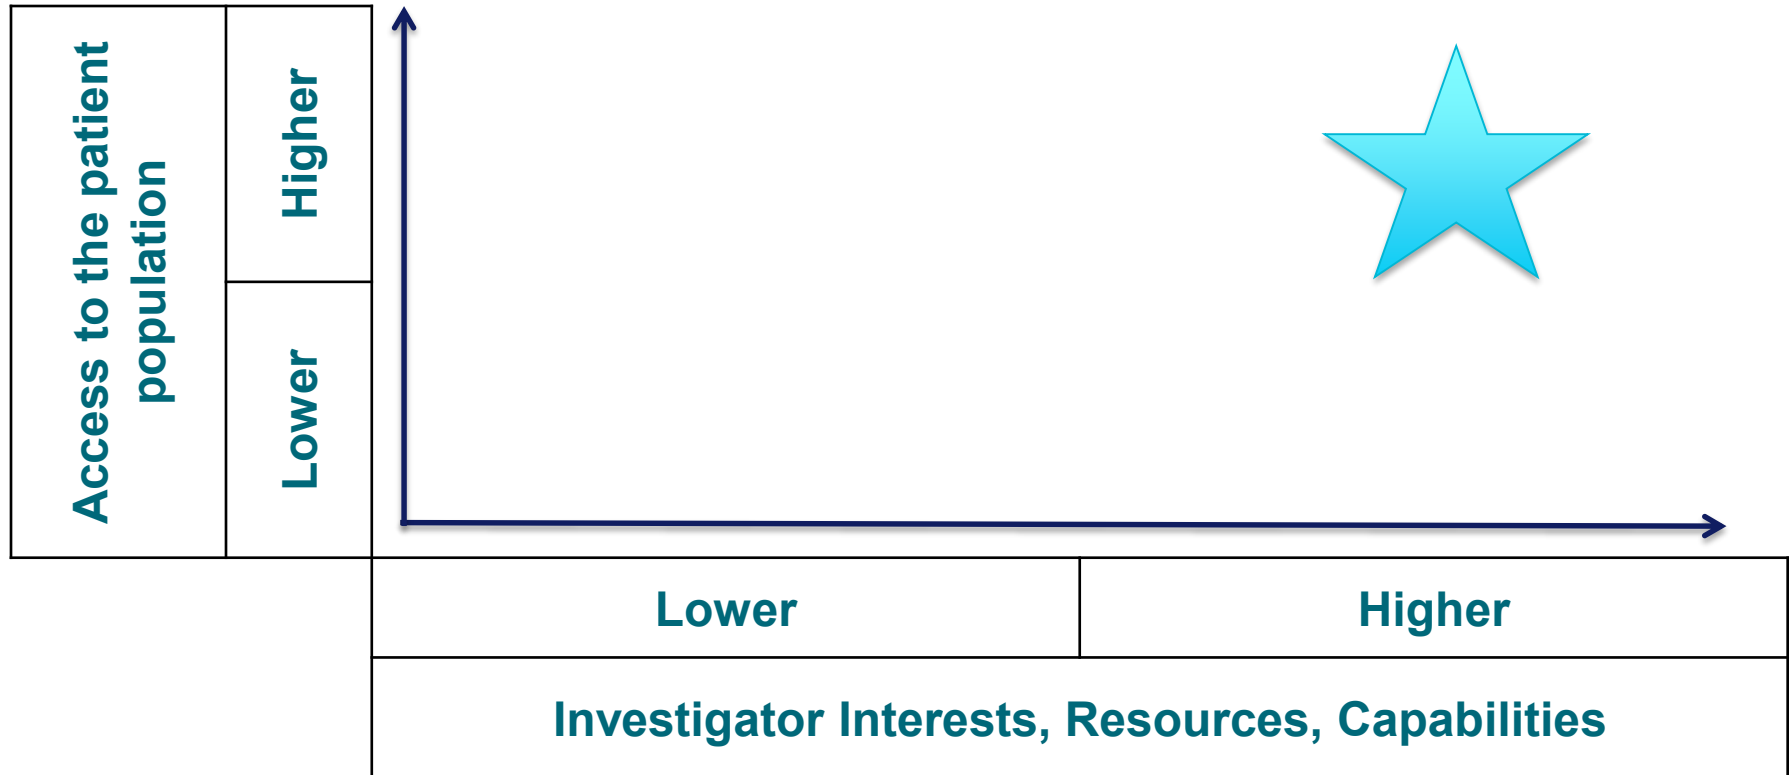 Access to the patient
population
Higher
Lower
Lower
Higher
Investigator Interests, Resources, Capabilities